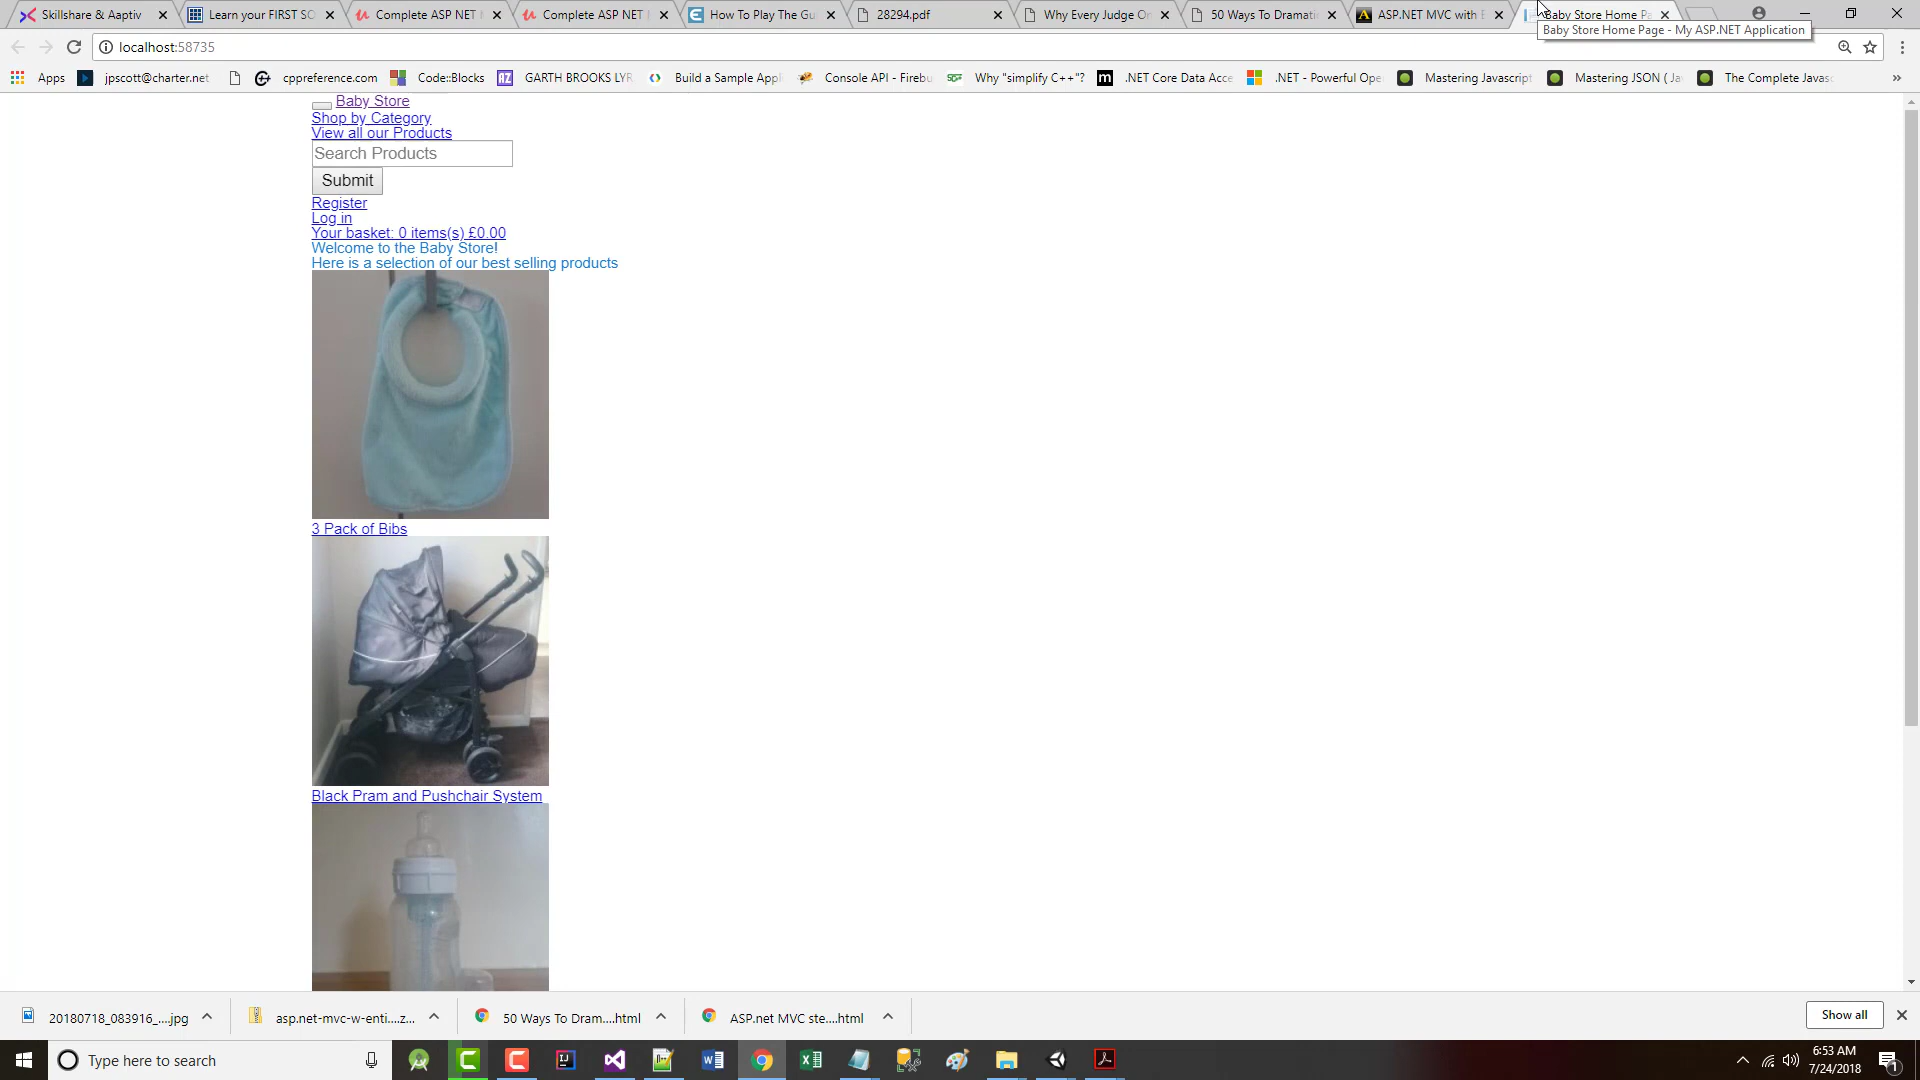 Skillshare & Aaptiv
Learn your FIRST SO
Complete ASP NET
Complete ASP NET
How To Play The Gu
28294.pdf
Why Every Judge On
50 Ways To Dramati
ASP.NET MVC with E
Baby Store Home Pa
Baby Store Home Page - My ASP.NET Application
localhost:58735
Apps
jpscott@charter.net
cppreference.com
Code::Blocks
GARTH BROOKS LYR
Build a Sample Appl
Console API - Firebu
Why "simplify C++"?
.NET Core Data Acce
.NET - Powerful Ope
Mastering Javascript
Mastering JSON ( Ja
The Complete Javasc
»
Baby Store
Shop by Category
View all our Products
Search Products
Submit
Register
Log in
Your basket: 0 items(s) £0.00
Welcome to the Baby Store!
Here is a selection of our best selling products
3 Pack of Bibs
Black Pram and Pushchair System
20180718_083916_....jpg
asp.net-mvc-w-enti....z...
50 Ways To Dram....html
ASP.net MVC ste....html
Show all
Type here to search
6:53 AM
7/24/2018
1